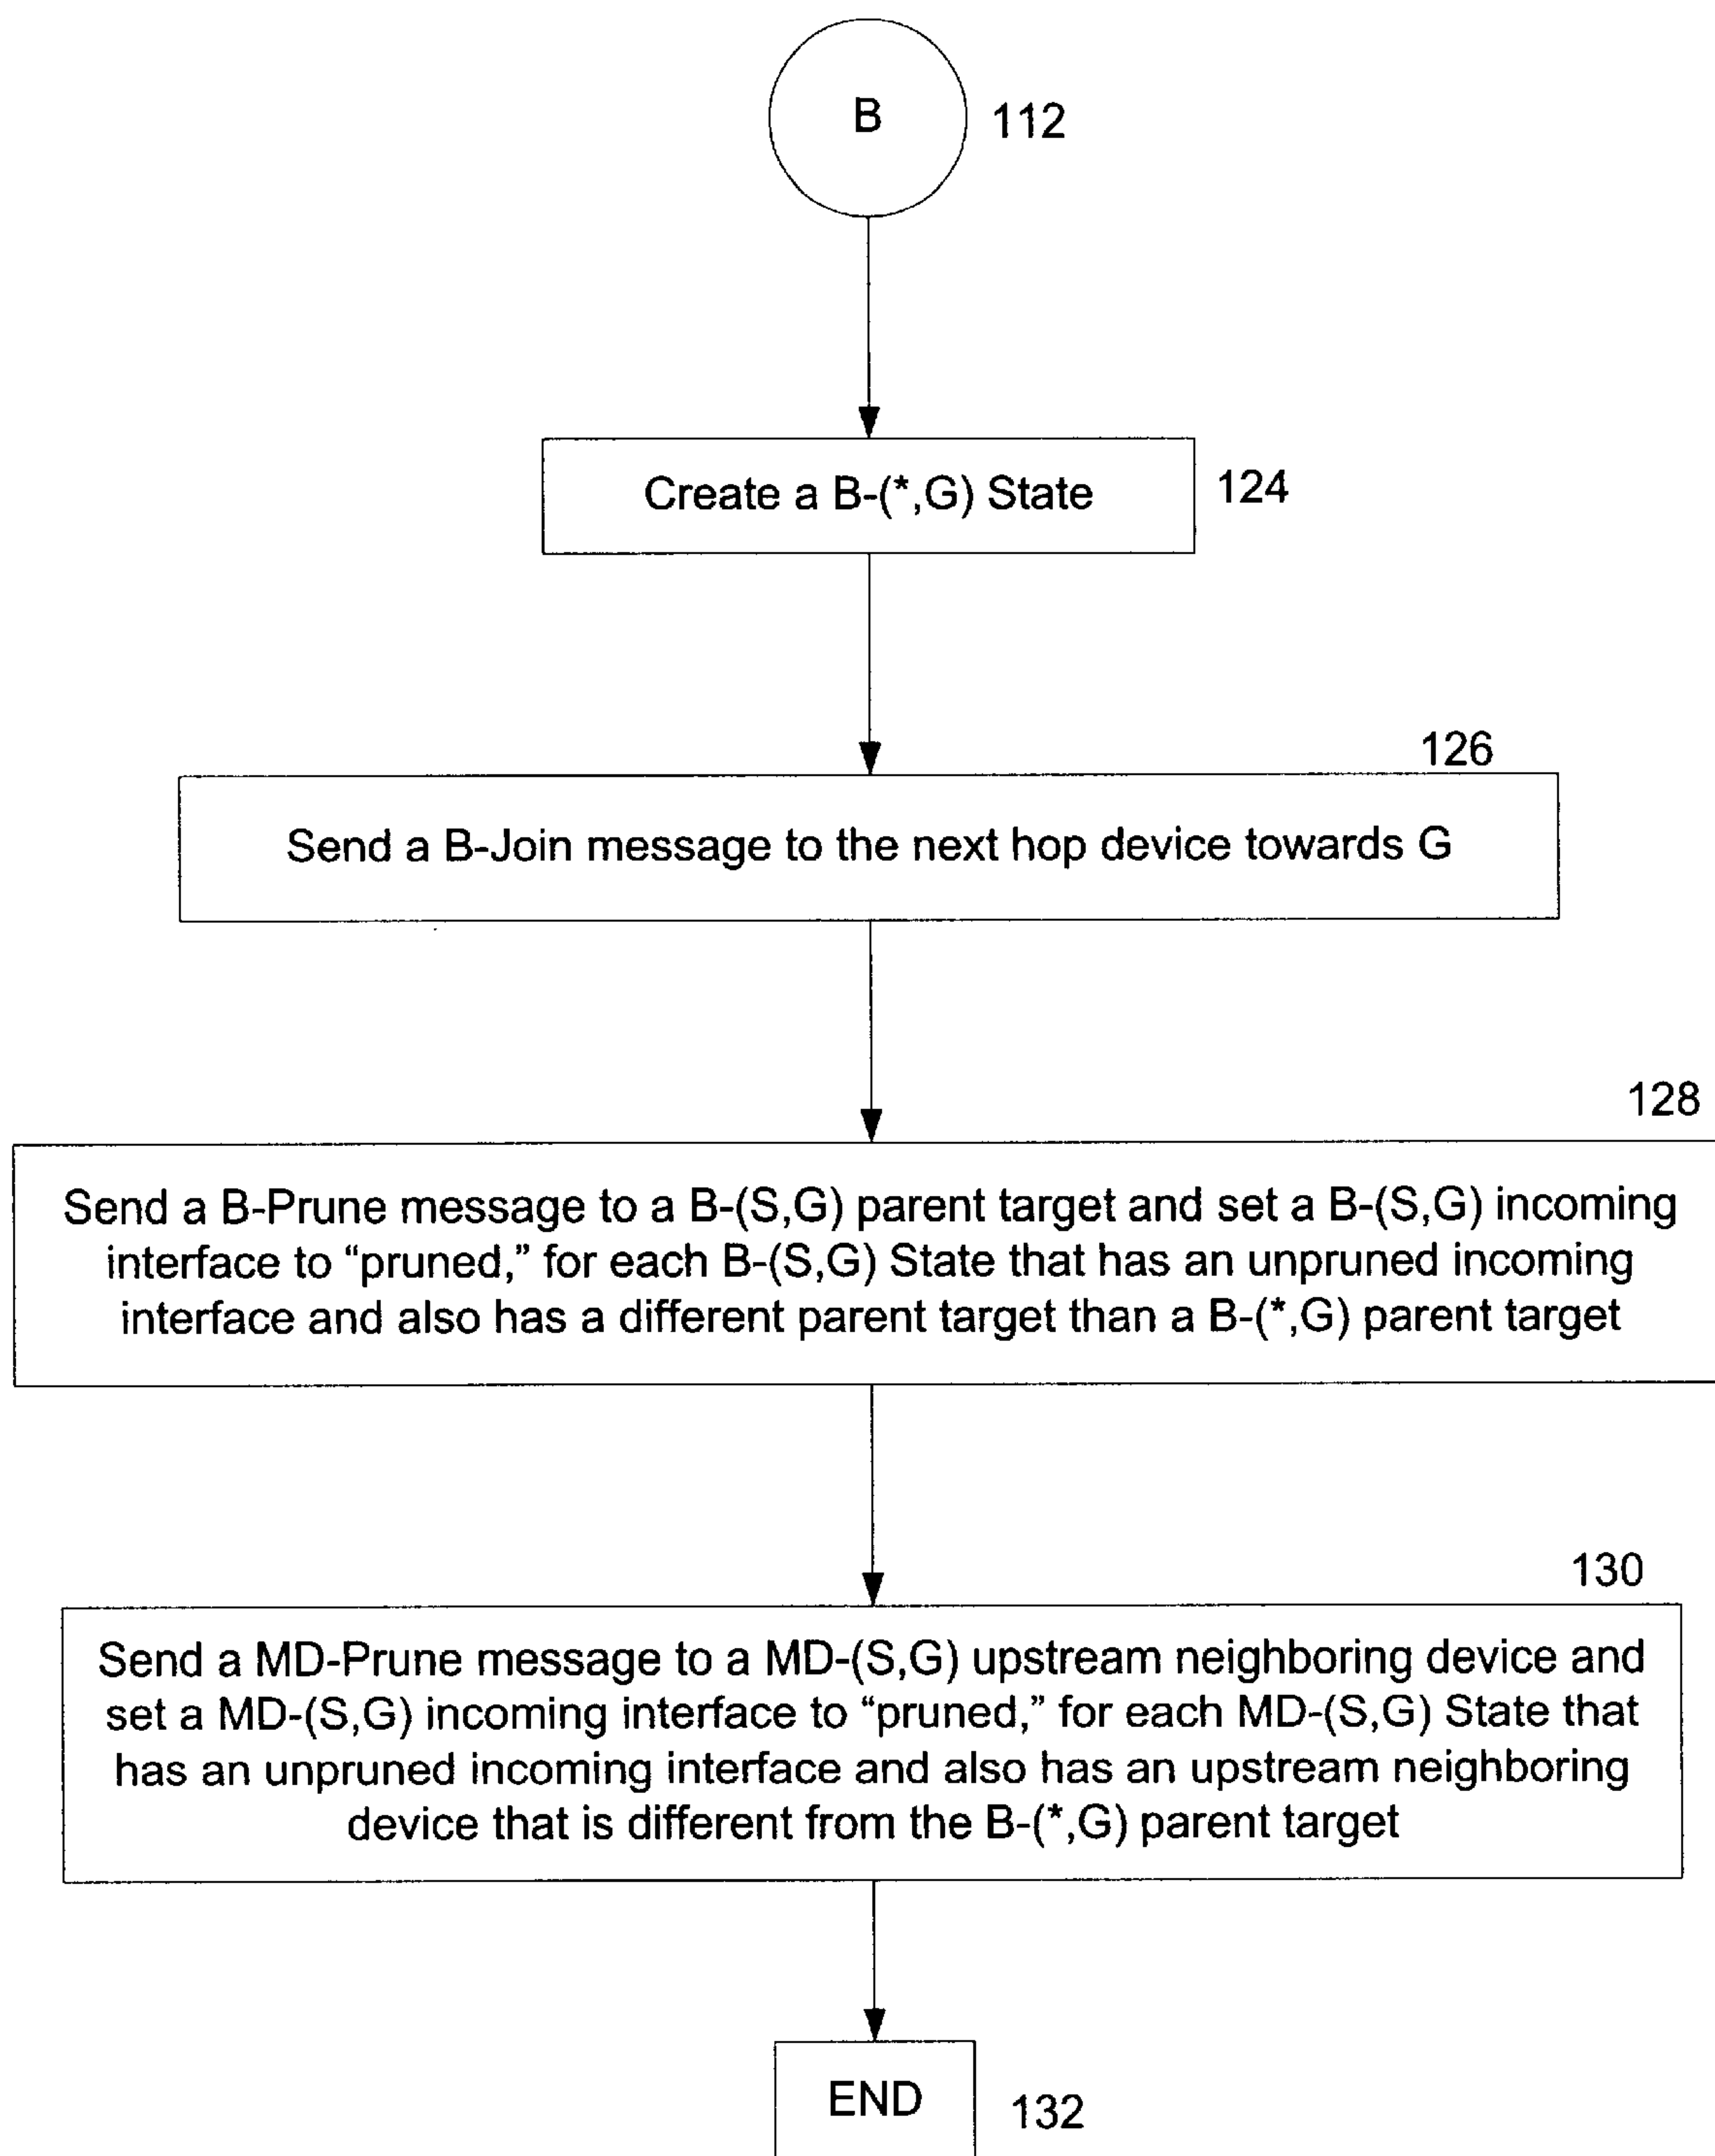 B
112
Create a B-(*,G) State
124
126
Send a B-Join message to the next hop device towards G
128
Send a B-Prune message to a B-(S,G) parent target and set a B-(S,G) incoming
interface to “pruned,” for each B-(S,G) State that has an unpruned incoming
interface and also has a different parent target than a B-(*,G) parent target
130
Send a MD-Prune message to a MD-(S,G) upstream neighboring device and
set a MD-(S,G) incoming interface to “pruned,” for each MD-(S,G) State that
has an unpruned incoming interface and also has an upstream neighboring
device that is different from the B-(*,G) parent target
END
132